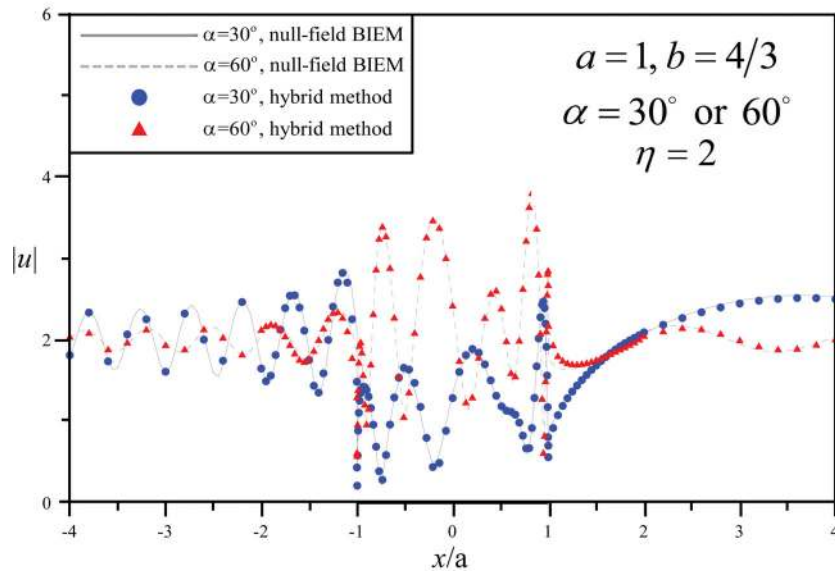 6
4
2
0
|u|
α=30°, null-field BIEM
α=60°, null-field BIEM
α=30°, hybrid method
α=60°, hybrid method
a = 1, b = 4/3
α = 30° or 60°
η = 2
-4 -3 -2 -1 0 1 2 3 4
x/a